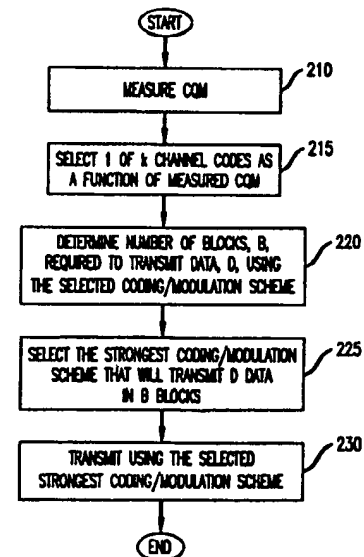 START
210
MEASURE CQM
215
SELECT 1 OF k CHANNEL CODES AS
A FUNCTION OF MEASURED CQM
220
DETERMINE NUMBER OF BLOCKS, B,
REQUIRED TO TRANSMIT DATA, D, USING
THE SELECTED CODING/MODULATION SCHEME
225
SELECT THE STRONGEST CODING/MODULATION
SCHEME THAT WILL TRANSMIT D DATA
IN B BLOCKS
230
TRANSMIT USING THE SELECTED
STRONGEST CODING/MODULATION SCHEME
END